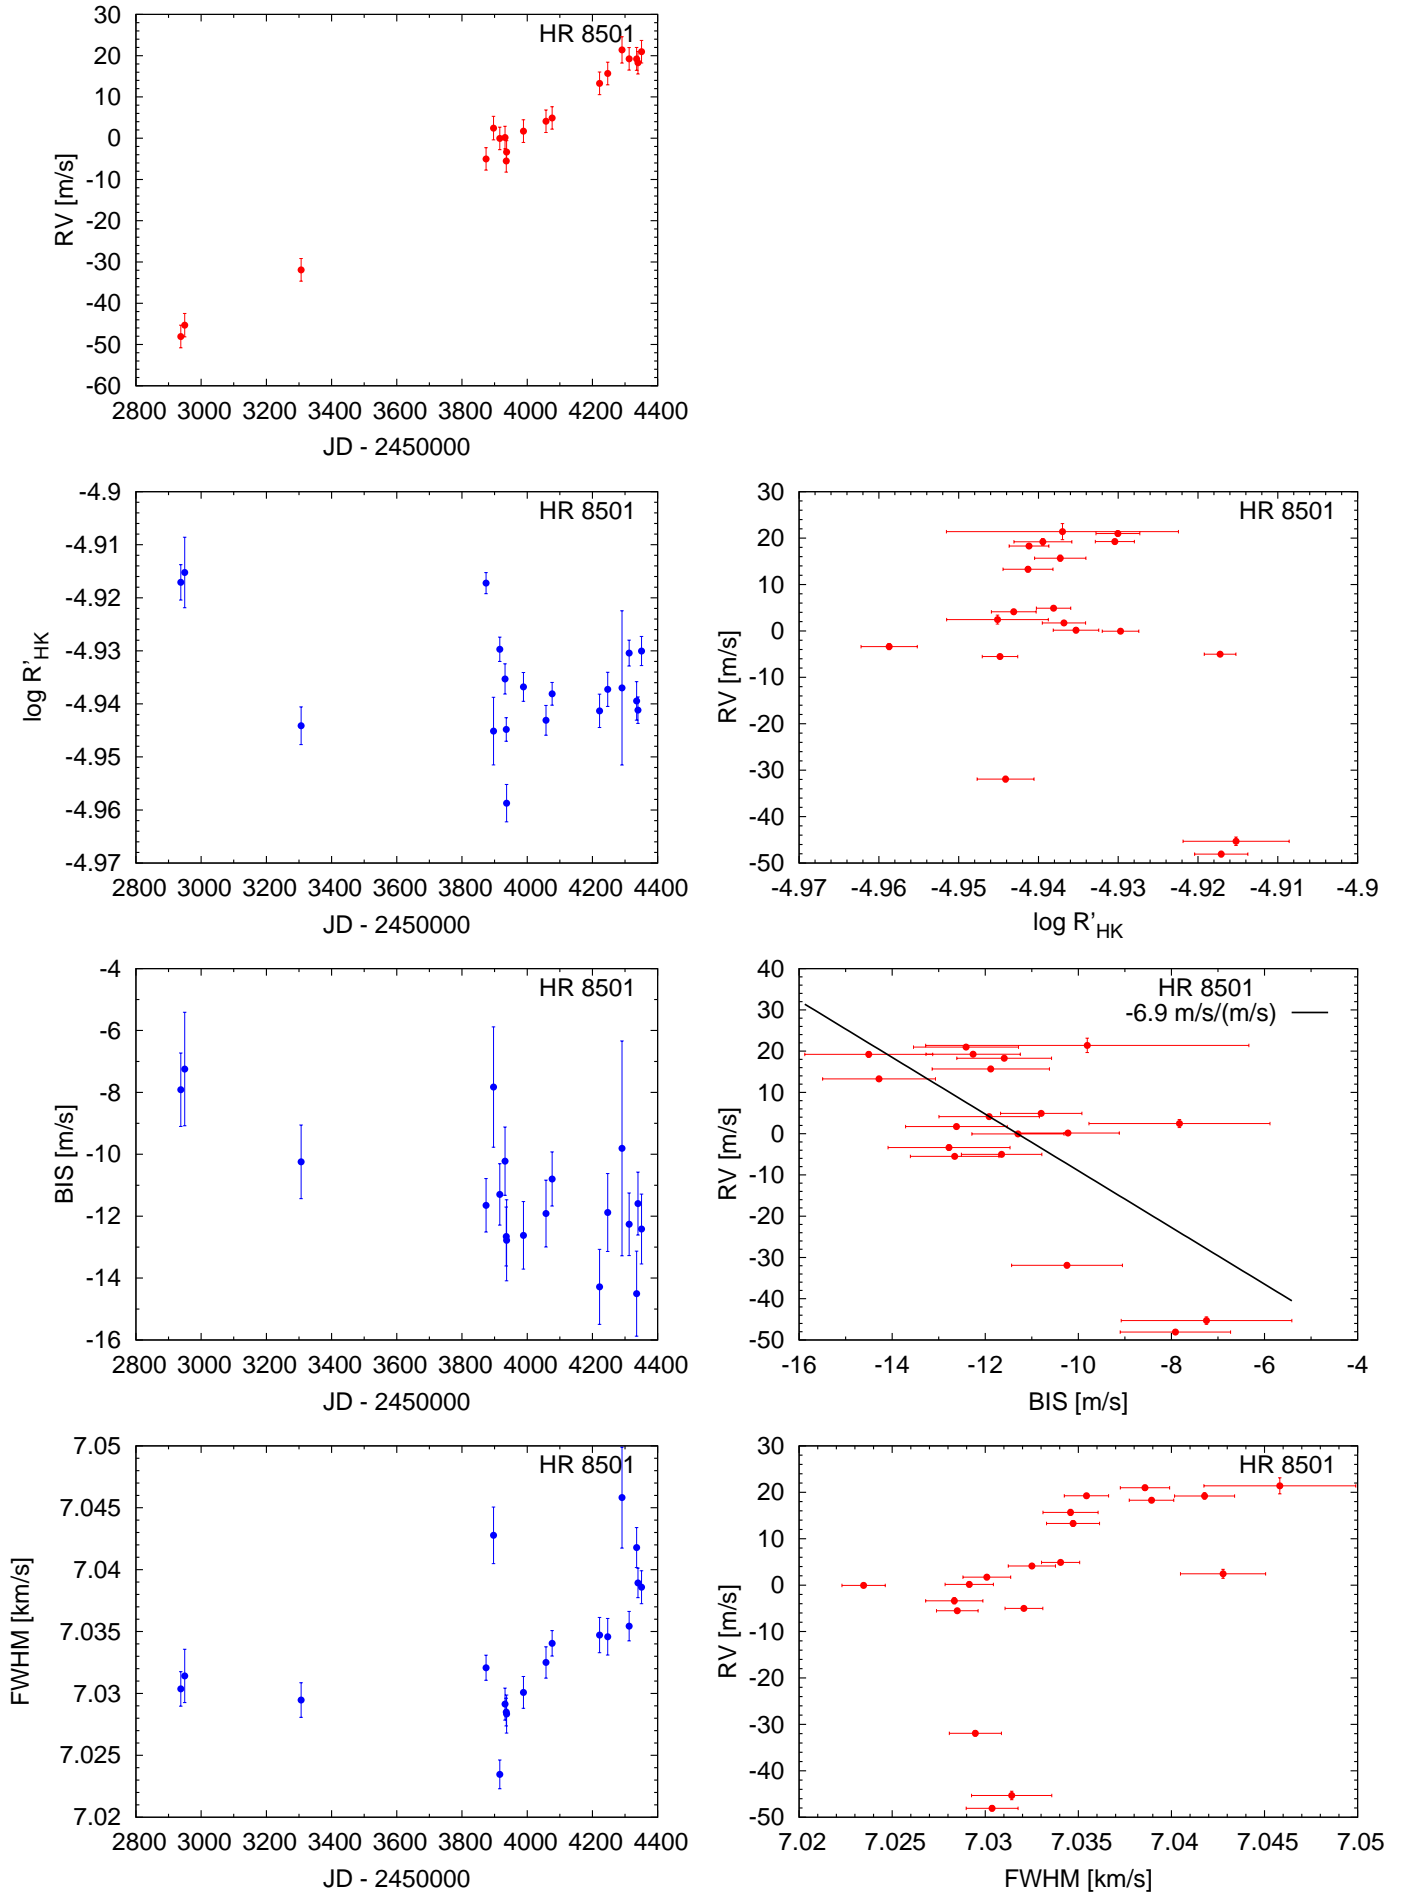 30
20
10
0
-10
-20
-30
-40
-50
-60
RV [m/s]
HR 8501
2800 3000 3200 3400 3600 3800 4000 4200 4400
JD - 2450000
-4.9
-4.91
-4.92
-4.93
-4.94
-4.95
-4.96
-4.97
log R'HK
HR 8501
2800 3000 3200 3400 3600 3800 4000 4200 4400
JD - 2450000
30
20
10
0
-10
-20
-30
-40
-50
RV [m/s]
HR 8501
-4.97 -4.96 -4.95 -4.94 -4.93 -4.92 -4.91 -4.9
log R'HK
-4
-6
-8
-10
-12
-14
-16
BIS [m/s]
HR 8501
2800 3000 3200 3400 3600 3800 4000 4200 4400
JD - 2450000
40
30
20
10
0
-10
-20
-30
-40
-50
RV [m/s]
HR 8501
-6.9 m/s/(m/s)
-16 -14 -12 -10 -8 -6 -4
BIS [m/s]
7.05
7.045
7.04
7.035
7.03
7.025
7.02
FWHM [km/s]
HR 8501
2800 3000 3200 3400 3600 3800 4000 4200 4400
JD - 2450000
30
20
10
0
-10
-20
-30
-40
-50
RV [m/s]
HR 8501
7.02 7.025 7.03 7.035 7.04 7.045 7.05
FWHM [km/s]